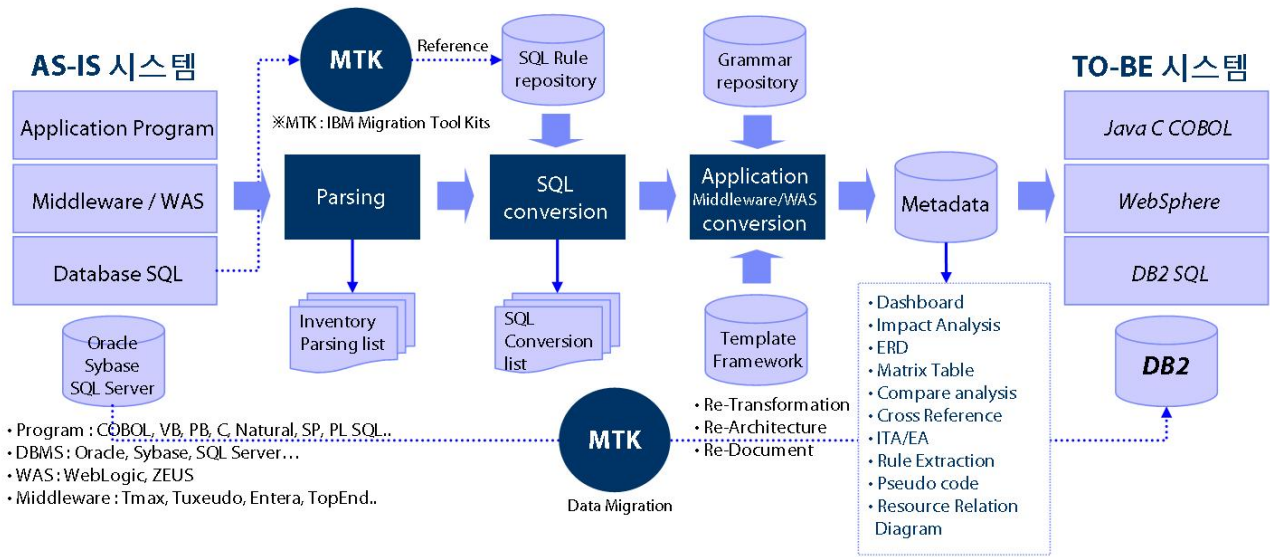 AS-IS 시스템
Application Program
Middleware / WAS
Database SQL
Oracle
Sybase
SQL Server
MTK
Reference
※MTK : IBM Migration Tool Kits
SQL Rule
repository
Grammar
repository
Parsing
SQL
conversion
Application
Middleware/WAS
conversion
Metadata
Inventory
Parsing list
SQL
Conversion
list
Template
Framework
• Re-Transformation
• Re-Architecture
• Re-Document
MTK
Data Migration
• Dashboard
• Impact Analysis
• ERD
• Matrix Table
• Compare analysis
• Cross Reference
• ITA/EA
• Rule Extraction
• Pseudo code
• Resource Relation
Diagram
TO-BE 시스템
Java C COBOL
WebSphere
DB2 SQL
DB2
• Program : COBOL, VB, PB, C, Natural, SP, PL SQL..
• DBMS : Oracle, Sybase, SQL Server…
• WAS : WebLogic, ZEUS
• Middleware : Tmax, Tuxeudo, Entera, TopEnd..